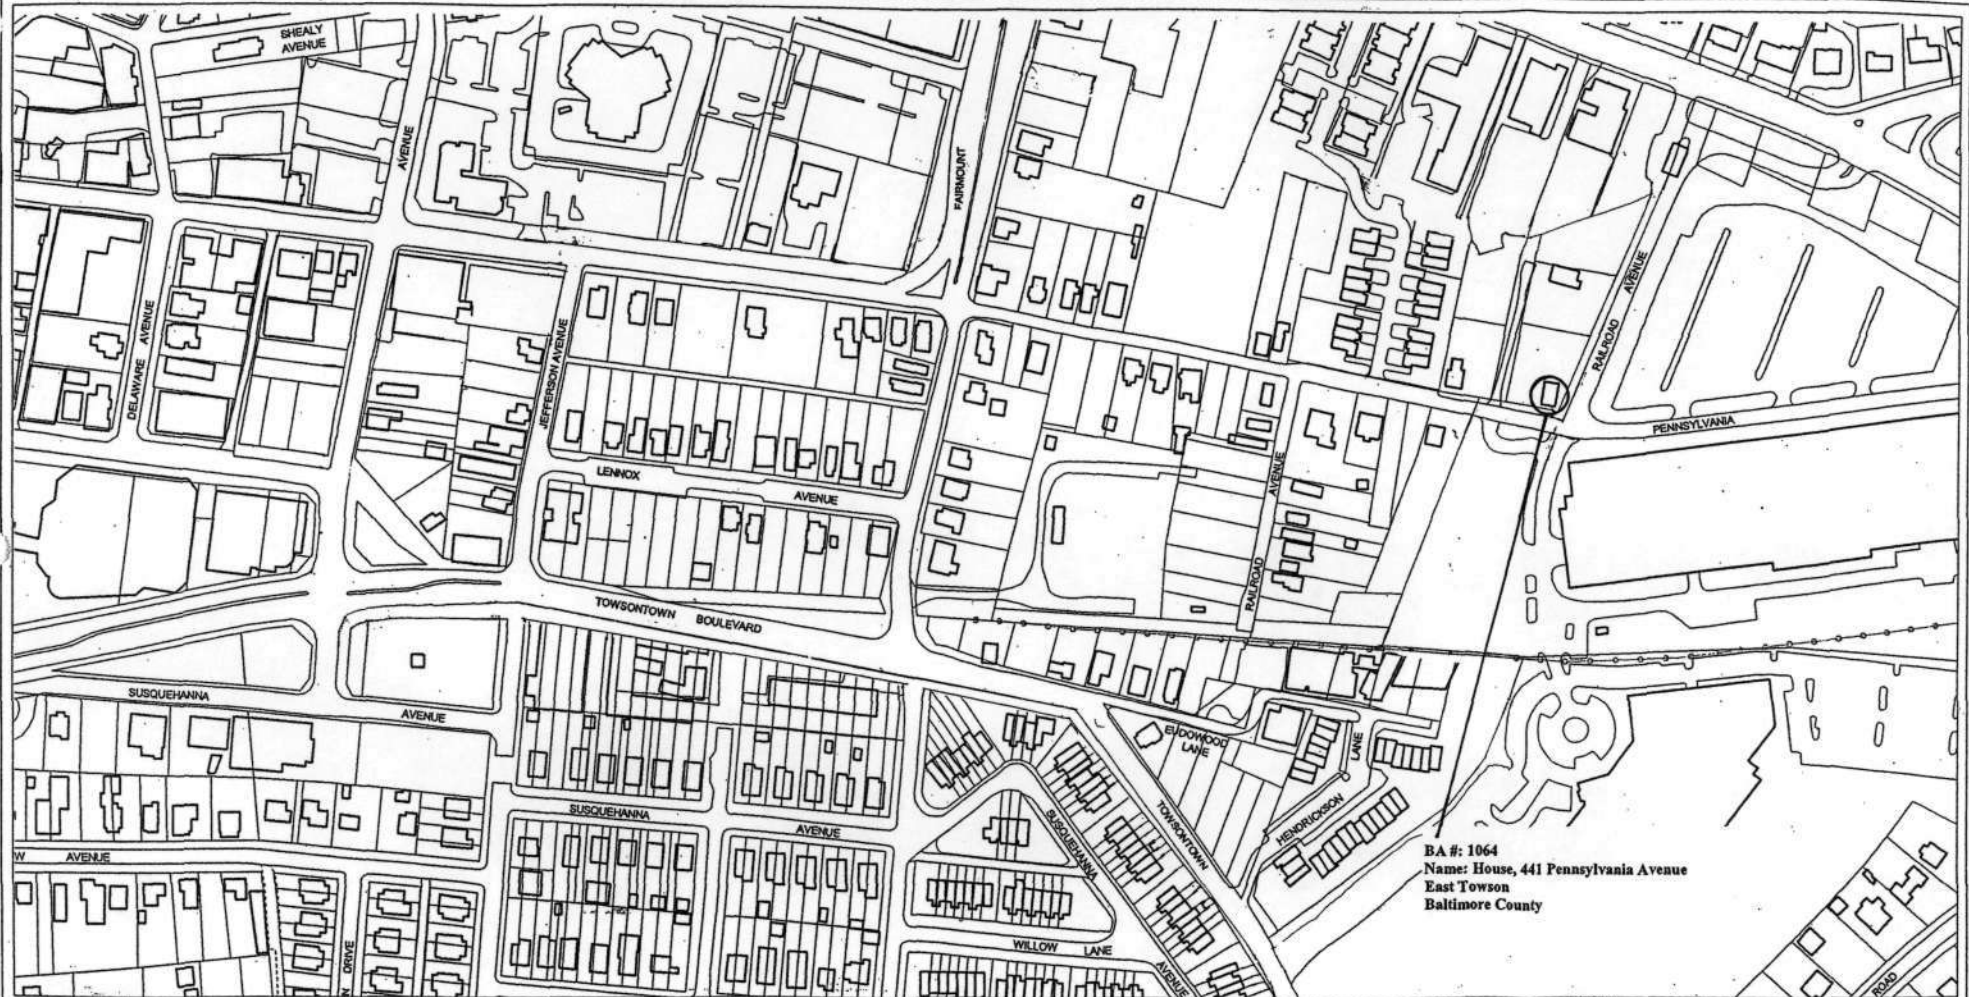 SHEALY
AVENUE
AVENUE
FAIRMOUNT
DELAWARE AVENUE
JEFFERSON AVENUE
RAILROAD AVENUE
PENNSYLVANIA
LENNOX AVENUE
RAILROAD AVENUE
TOWSONTOWN BOULEVARD
SUSQUEHANNA AVENUE
EUDOWOOD
LANE
HENDRICKSON LANE
SUSQUEHANNA AVENUE
SUSQUEHANNA AVENUE
TOWSONTOWN
W AVENUE
BA #: 1064
Name: House, 441 Pennsylvania Avenue
East Towson
Baltimore County
WILLOW LANE
N DRIVE
ROAD